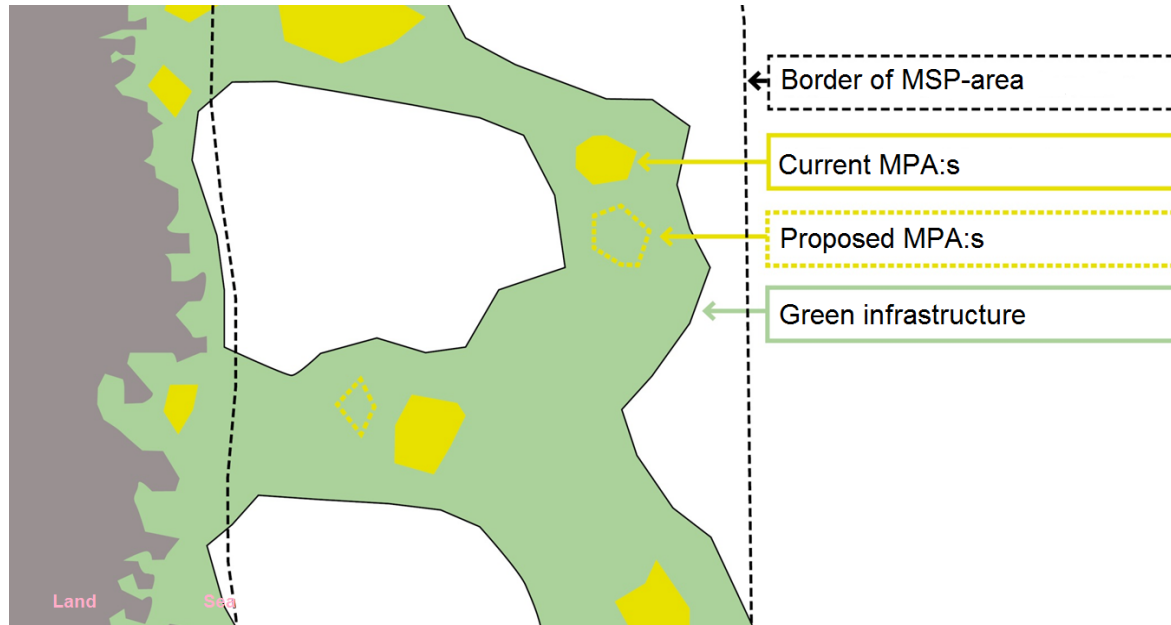 Border of MSP-area
Current MPA:s
Proposed MPA:s
Green infrastructure
Land
Sea